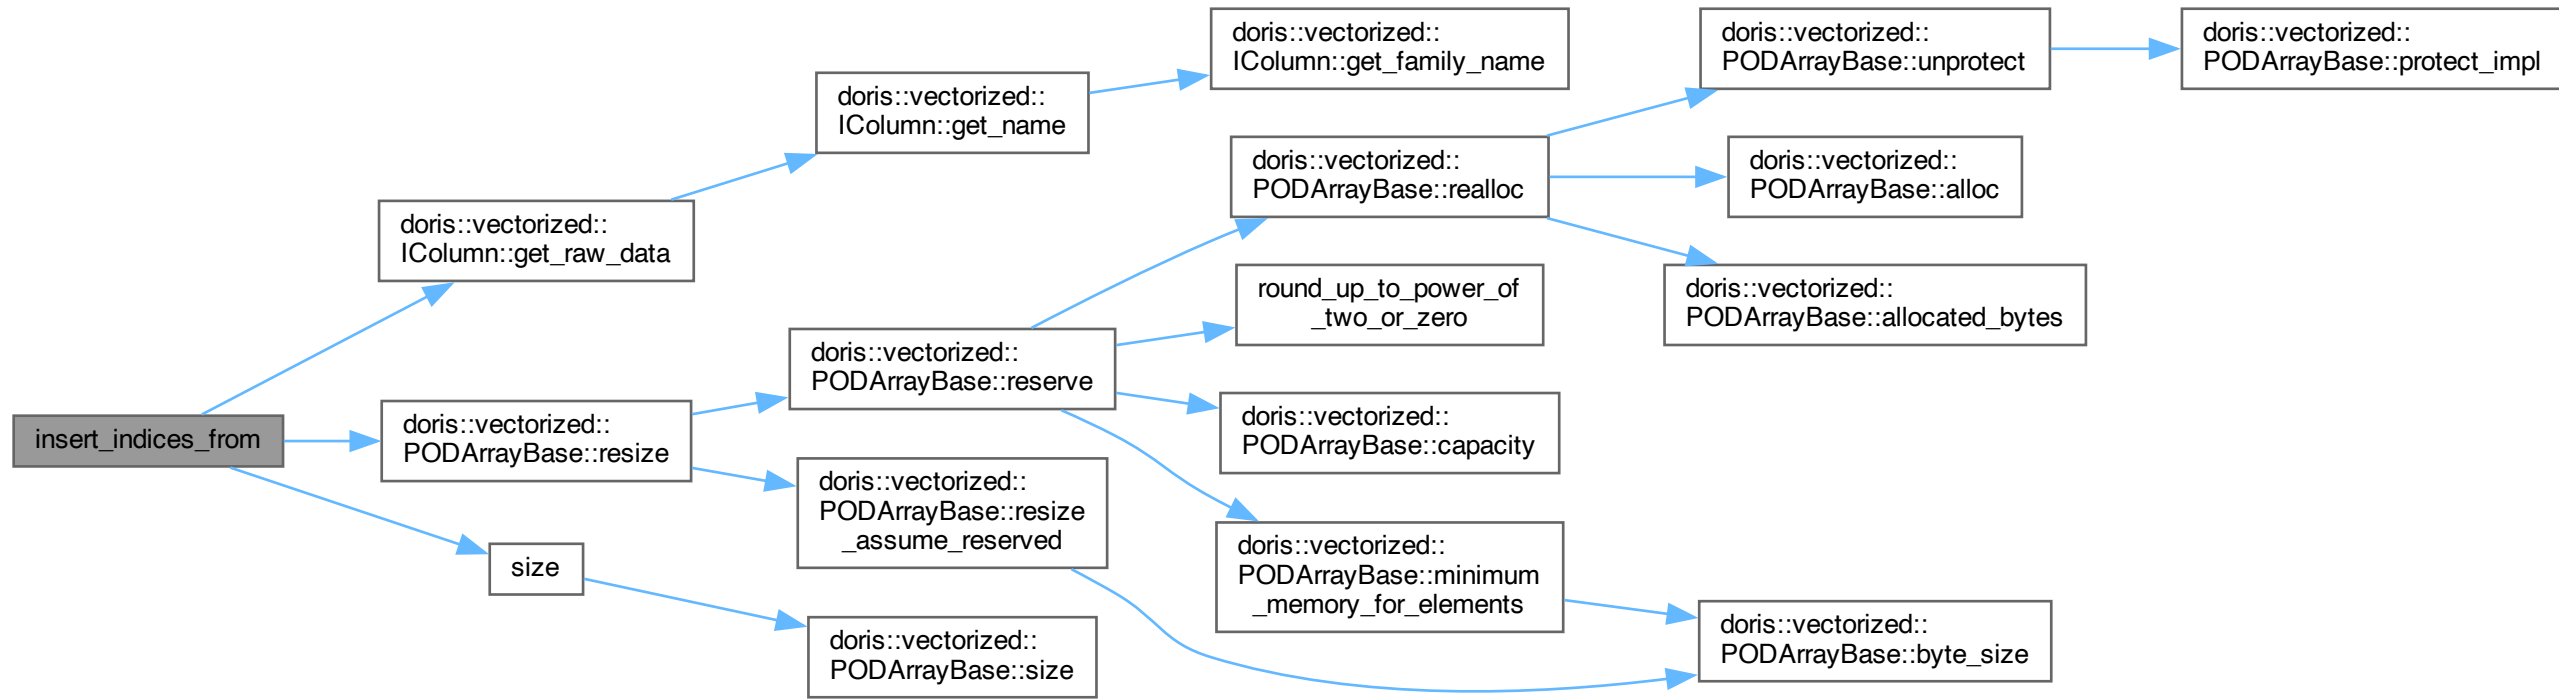 insert_indices_from
doris::vectorized::
IColumn::get_raw_data
doris::vectorized::
IColumn::get_name
doris::vectorized::
IColumn::get_family_name
doris::vectorized::
PODArrayBase::resize
doris::vectorized::
PODArrayBase::reserve
doris::vectorized::
PODArrayBase::realloc
doris::vectorized::
PODArrayBase::unprotect
doris::vectorized::
PODArrayBase::protect_impl
doris::vectorized::
PODArrayBase::alloc
doris::vectorized::
PODArrayBase::allocated_bytes
round_up_to_power_of
_two_or_zero
doris::vectorized::
PODArrayBase::capacity
doris::vectorized::
PODArrayBase::minimum
_memory_for_elements
doris::vectorized::
PODArrayBase::byte_size
doris::vectorized::
PODArrayBase::resize
_assume_reserved
size
doris::vectorized::
PODArrayBase::size